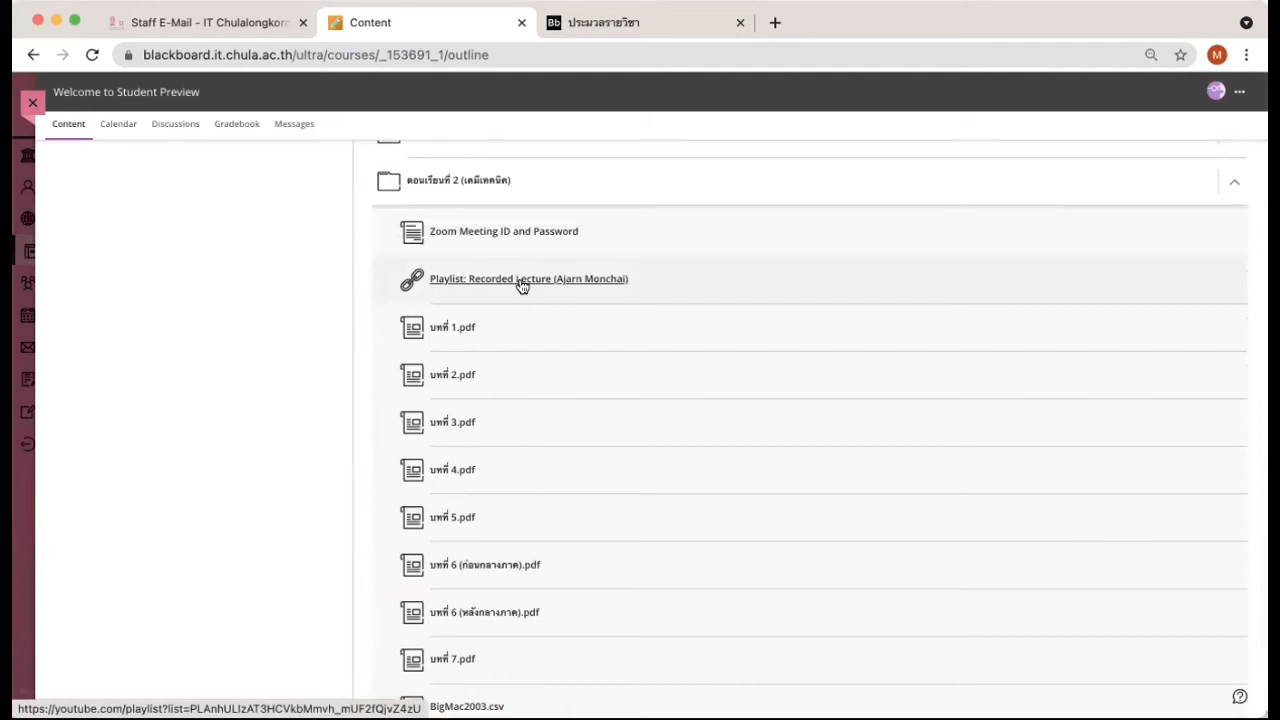 Staff E-Mail - IT Chulalongkorn
Content
Bb ประมวลรายวิชา
blackboard.it.chula.ac.th/ultra/courses/_153691_1/outline
M
Welcome to Student Preview
Content Calendar Discussions Gradebook Messages
ตอนเรียนที่ 2 (เคมีเทคนิค)
Zoom Meeting ID and Password
Playlist: Recorded Lecture (Ajarn Monchai)
บทที่ 1.pdf
บทที่ 2.pdf
บทที่ 3.pdf
บทที่ 4.pdf
บทที่ 5.pdf
บทที่ 6 (ก่อนกลางภาค).pdf
บทที่ 6 (หลังกลางภาค).pdf
บทที่ 7.pdf
BigMac2003.csv
https://youtube.com/playlist?list=PLAnhULIzAT3HCVkbMmvh_mUF2fQjvZ4zU